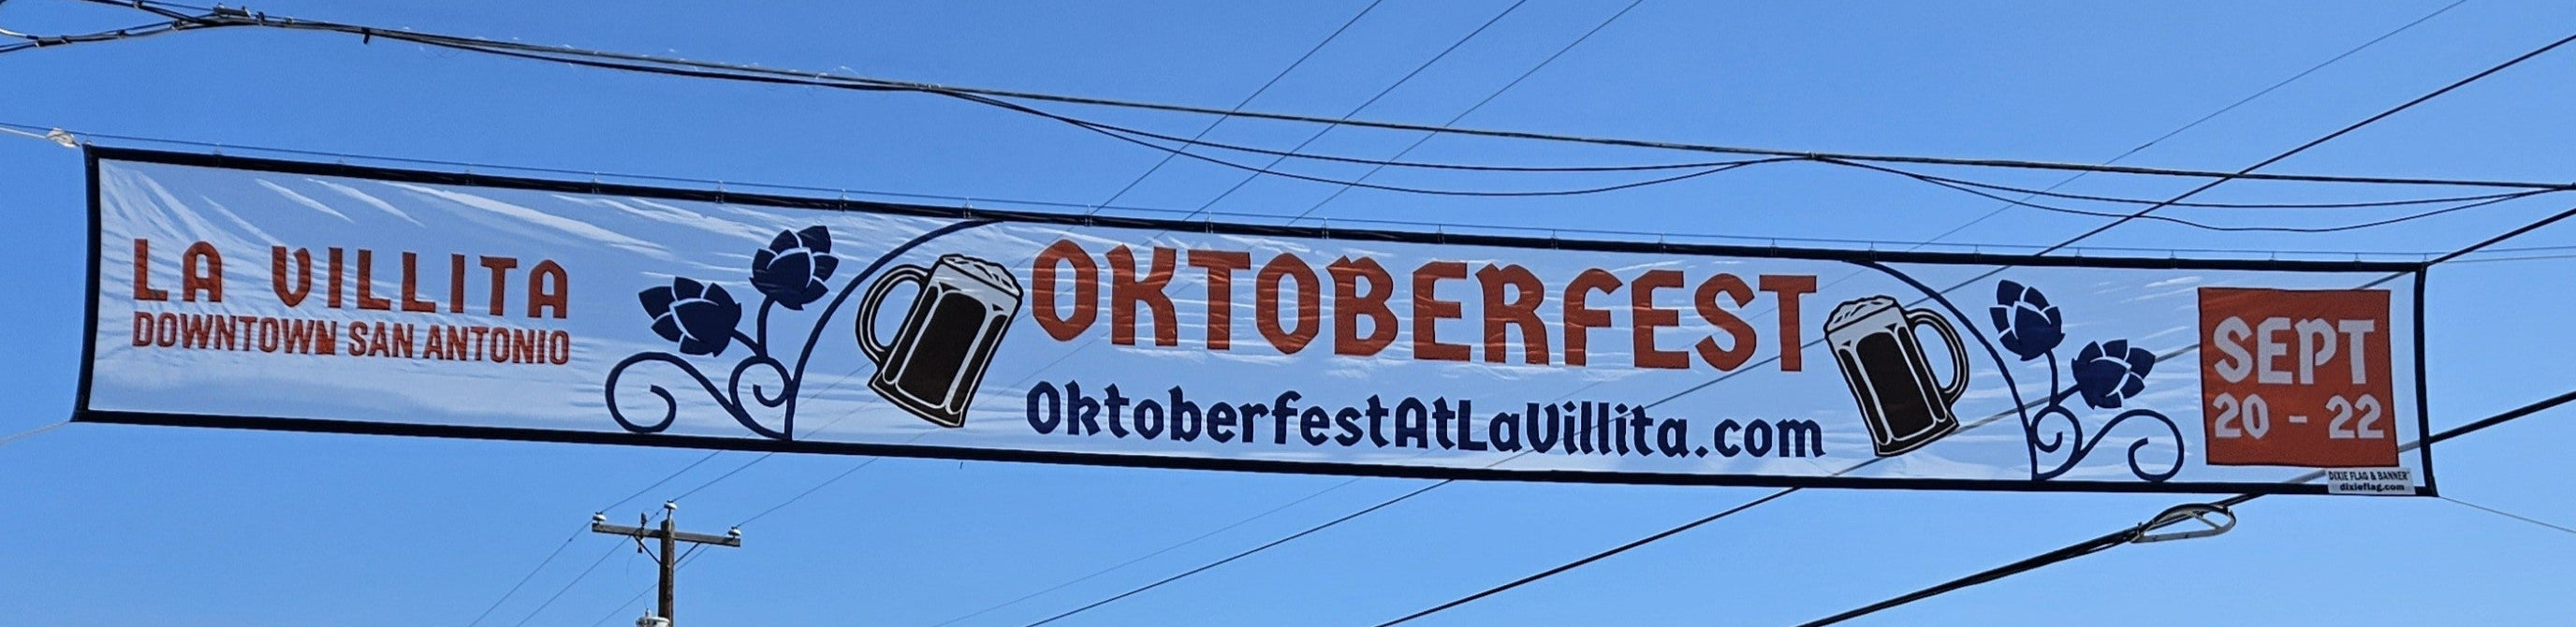 LA VILLITA
DOWNTOWN SAN ANTONIO
OKTOBERFEST
OktoberfestAtLaVillita.com
SEPT
20 - 22
DIXIE FLAG & BANNER
dixieflag.com